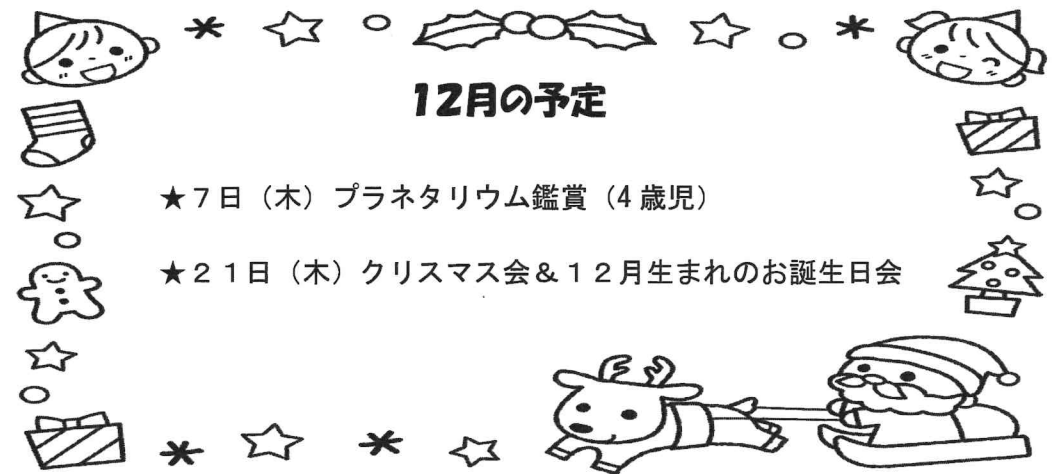 12月の予定
★7日（木）プラネタリウム鑑賞（4歳児）
★２１日（木）クリスマス会＆１２月生まれのお誕生日会